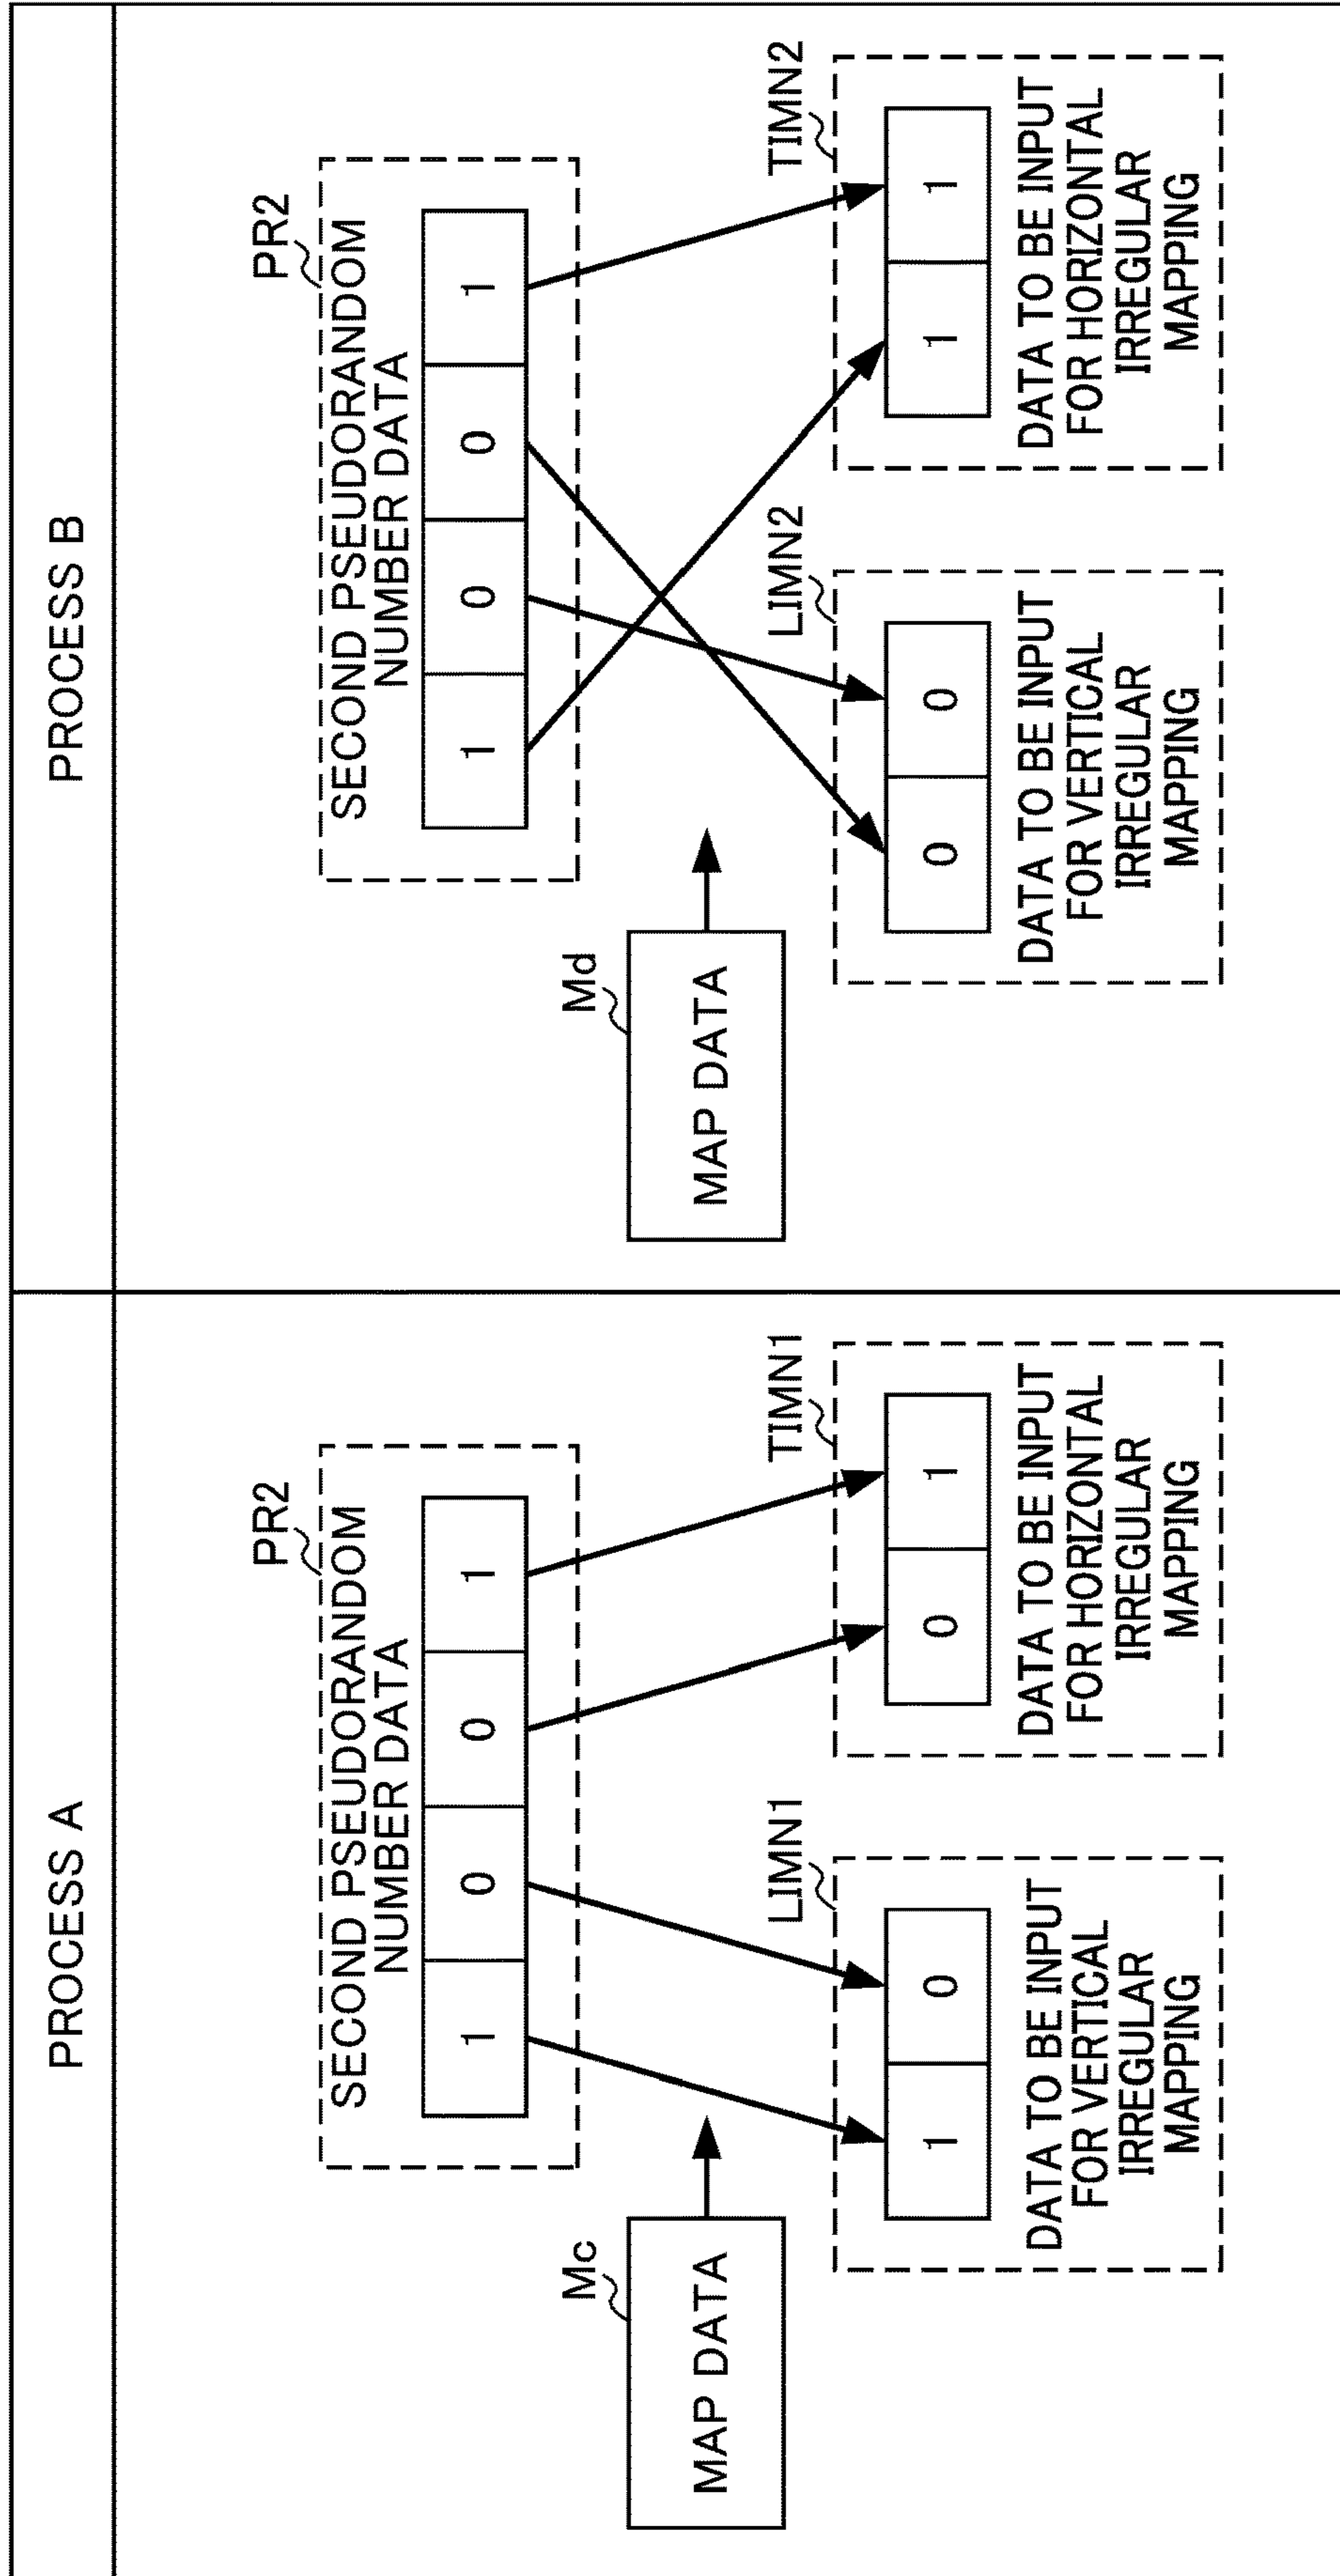 PROCESS A
PR2
SECOND PSEUDORANDOM
NUMBER DATA
1 0 0 1
Mc
MAP DATA
LIMN1
1 0
DATA TO BE INPUT
FOR VERTICAL
IRREGULAR
MAPPING
TIMN1
0 1
DATA TO BE INPUT
FOR HORIZONTAL
IRREGULAR
MAPPING
PROCESS B
PR2
SECOND PSEUDORANDOM
NUMBER DATA
1 0 0 1
Md
MAP DATA
LIMN2
0 0
DATA TO BE INPUT
FOR VERTICAL
IRREGULAR
MAPPING
TIMN2
1 1
DATA TO BE INPUT
FOR HORIZONTAL
IRREGULAR
MAPPING